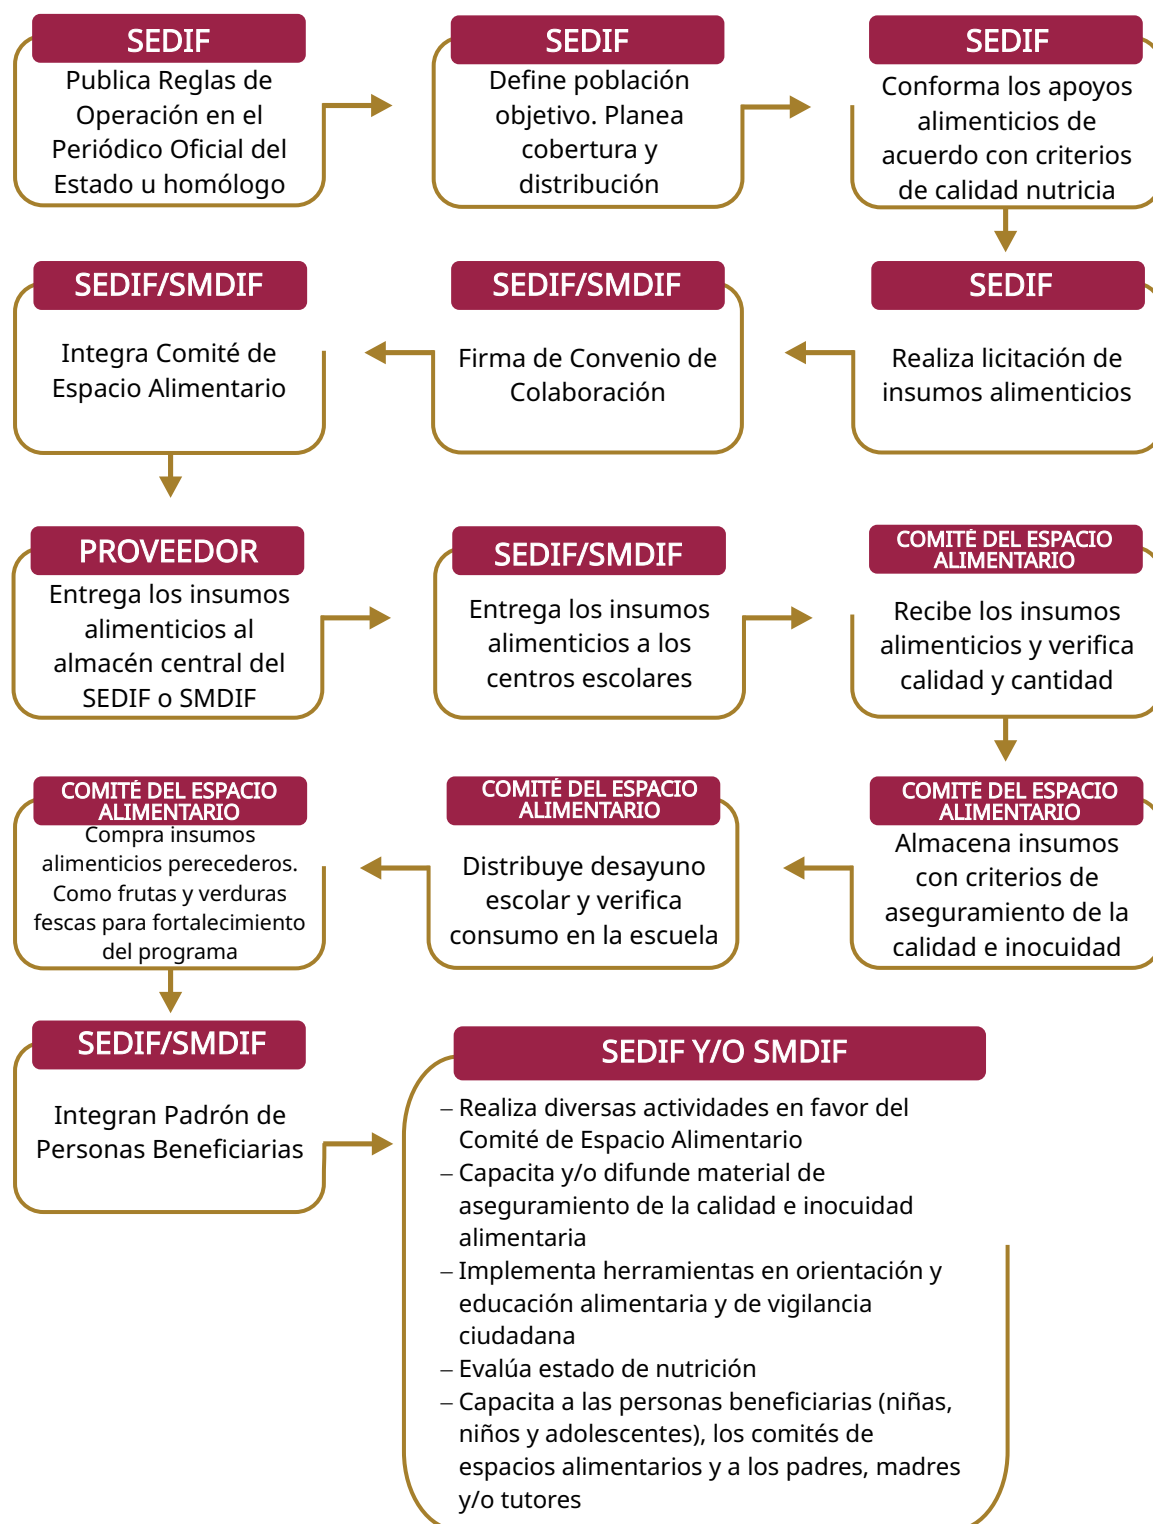 SEDIF
Publica Reglas de
Operación en el
Periódico Oficial del
Estado u homólogo
SEDIF
Define población
objetivo. Planea
cobertura y
distribución
SEDIF
Conforma los apoyos
alimenticios de
acuerdo con criterios
de calidad nutricia
SEDIF
Realiza licitación de
insumos alimenticios
SEDIF/SMDIF
Firma de Convenio de
Colaboración
SEDIF/SMDIF
Integra Comité de
Espacio Alimentario
PROVEEDOR
Entrega los insumos
alimenticios al
almacén central del
SEDIF o SMDIF
SEDIF/SMDIF
Entrega los insumos
alimenticios a los
centros escolares
COMITÉ DEL ESPACIO
ALIMENTARIO
Recibe los insumos
alimenticios y verifica
calidad y cantidad
COMITÉ DEL ESPACIO
ALIMENTARIO
Almacena insumos
con criterios de
aseguramiento de la
calidad e inocuidad
COMITÉ DEL ESPACIO
ALIMENTARIO
Distribuye desayuno
escolar y verifica
consumo en la escuela
COMITÉ DEL ESPACIO
ALIMENTARIO
Compra insumos
alimenticios perecederos.
Como frutas y verduras
fescas para fortalecimiento
del programa
SEDIF/SMDIF
Integran Padrón de
Personas Beneficiarias
SEDIF Y/O SMDIF
– Realiza diversas actividades en favor del
Comité de Espacio Alimentario
– Capacita y/o difunde material de
aseguramiento de la calidad e inocuidad
alimentaria
– Implementa herramientas en orientación y
educación alimentaria y de vigilancia
ciudadana
– Evalúa estado de nutrición
– Capacita a las personas beneficiarias (niñas,
niños y adolescentes), los comités de
espacios alimentarios y a los padres, madres
y/o tutores